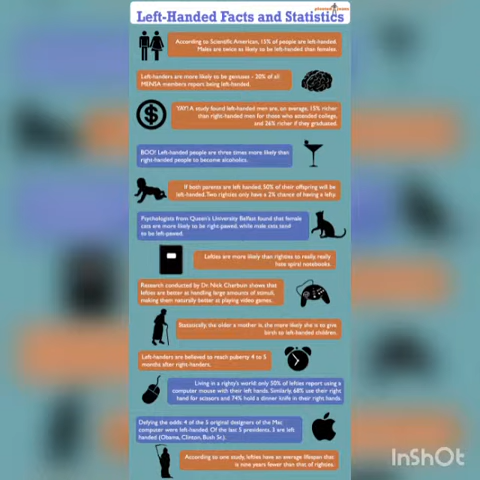 Left-Handed Facts and Statistics
According to Scientific American, 15% of people are left-handed.
Males are twice as likely to be left-handed than females.
Left-handers are more likely to be geniuses - 20% of all
MENSA members report being left-handed.
YAY! A study found left-handed men are, on average, 15% richer
than right-handed men for those who attended college,
and 26% richer if they graduated.
BOO! Left-handed people are three times more likely than
right-handed people to become alcoholics.
If both parents are left handed, 50% of their offspring will be
left-handed. Two righties only have a 2% chance of having a lefty.
Psychologists from Queen's University Belfast found that female
cats are more likely to be right pawed, while male cats tend
to be left-pawed.
Lefties are more likely than righties to really, really
hate spiral notebooks
Research conducted by Dr. Nick Cherbuin shows that
lefties are better at handling large amounts of stimuli,
making them naturally better at playing video games.
Statistically, the older a mother is, the more likely she is to give
birth to left-handed children.
Left-handers are believed to reach puberty 4 to 5
months after right-handers.
Living in a righty's world: only 50% of lefties report using a
computer mouse with their left hands. Similarly, 68% use their right
hand for scissors and 74% hold a dinner knife in their right hands.
Defying the odds: 4 of the 5 original designers of the Mac
computer were left-handed. Of the last 5 presidents, 3 are left
handed (Obama, Clinton, Bush Sr.).
According to one study, lefties have an average lifespan that
is nine years fewer than that of righties.
InShOt